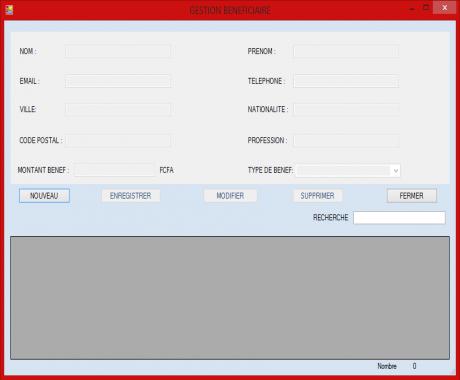 GESTION BENEFICIAIRE
NOM : PRENOM :
EMAIL : TELEPHONE :
VILLE: NATIONALITE :
CODE POSTAL : PROFESSION :
MONTANT BENEF : FCFA TYPE DE BENEF:
NOUVEAU ENREGISTRER MODIFIER SUPPRIMER FERMER
RECHERCHE
Nombre 0